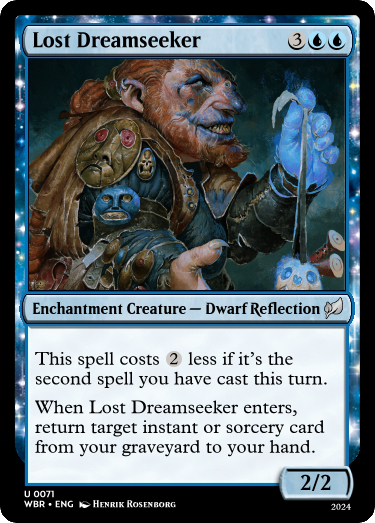 Lost Dreamseeker 3
Enchantment Creature — Dwarf Reflection
This spell costs 2 less if it's the
second spell you have cast this turn.
When Lost Dreamseeker enters,
return target instant or sorcery card
from your graveyard to your hand.
2/2
U 0071
WBR • ENG Henrik Rosenborg
2024